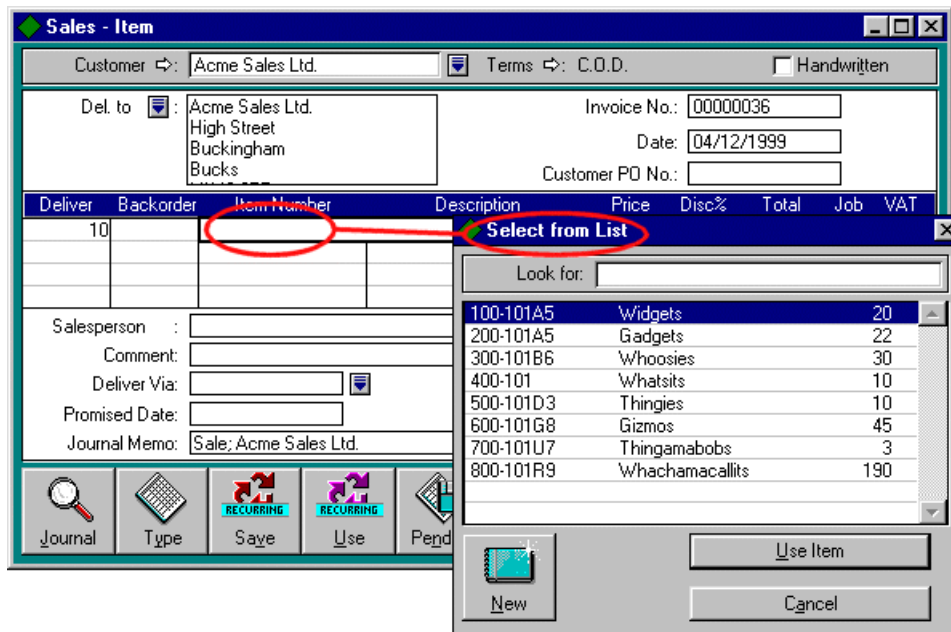 Sales - Item
Customer ⇨: Acme Sales Ltd. Terms ⇨: C.O.D. Handwritten
Del. to : Acme Sales Ltd.
High Street
Buckingham
Bucks
Invoice No.: 00000036
Date: 04/12/1999
Customer PO No.:
Deliver Backorder Item Number Description Price Disc% Total Job VAT
10
Salesperson :
Comment:
Deliver Via:
Promised Date:
Journal Memo: Sale; Acme Sales Ltd.
RECURRING RECURRING
Journal Type Save Use Pend
Select from List
Look for:
100-101A5 Widgets 20
200-101A5 Gadgets 22
300-101B6 Whoosies 30
400-101 Whatsits 10
500-101D3 Thingies 10
600-101G8 Gizmos 45
700-101U7 Thingamabobs 3
800-101R9 Whachamacallits 190
New
Use Item
Cancel